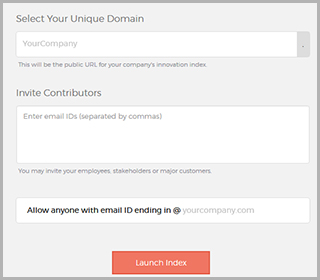 Select Your Unique Domain
YourCompany .
This will be the public URL for your company's innovation index.
Invite Contributors
Enter email IDs (separated by commas)
You may invite your employees, stakeholders or major customers.
Allow anyone with email ID ending in @ yourcompany.com
Launch Index